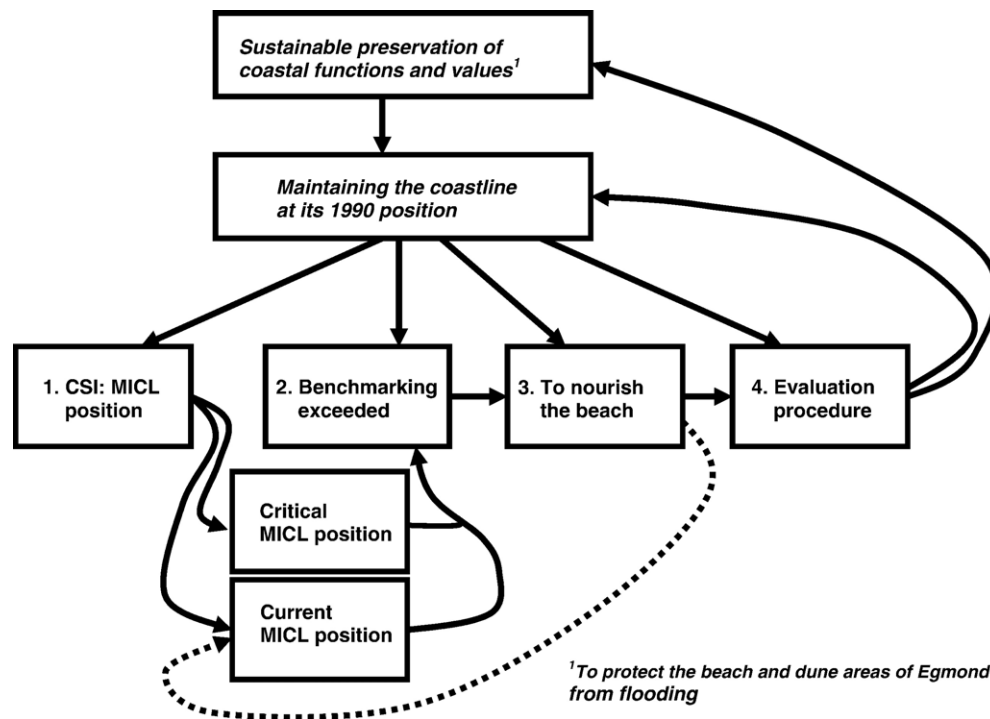 Sustainable preservation of
coastal functions and values¹
Maintaining the coastline
at its 1990 position
1. CSI: MICL
position
2. Benchmarking
exceeded
3. To nourish
the beach
4. Evaluation
procedure
Critical
MICL position
Current
MICL position
¹To protect the beach and dune areas of Egmond
from flooding